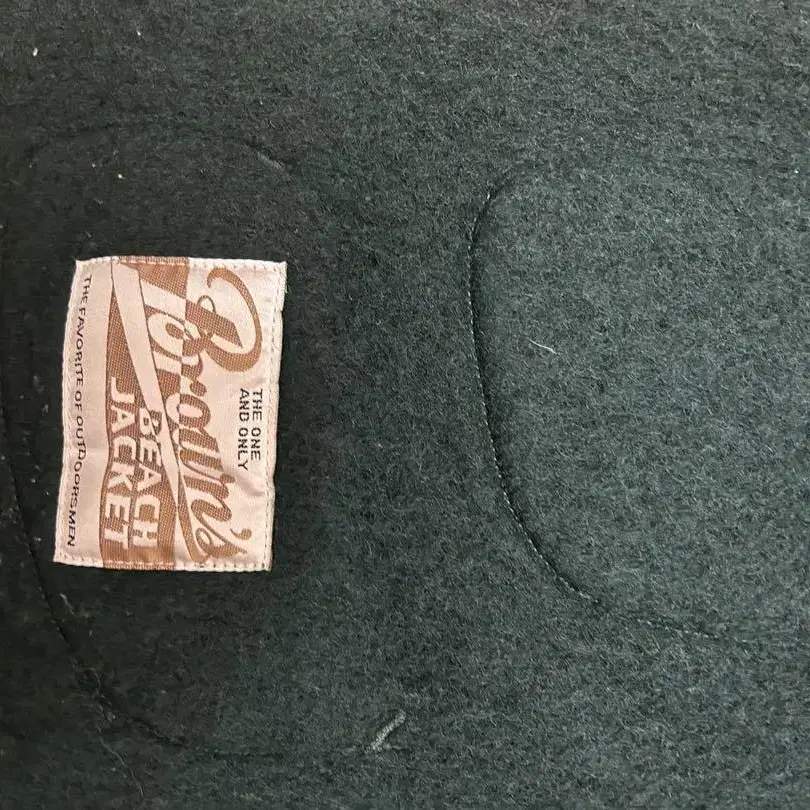 THE ONE
AND ONLY
Brown's
BEACH
JACKET
THE FAVORITE OF OUTDOORSMEN